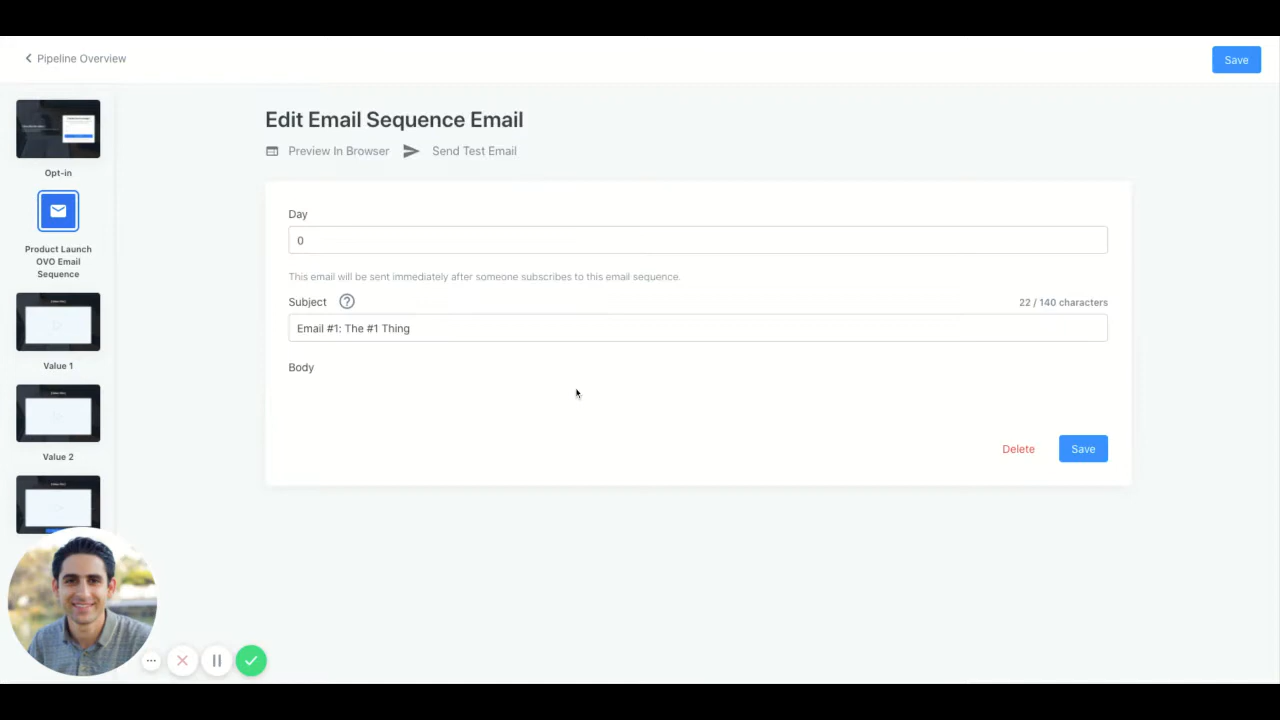 Pipeline Overview
Save
Opt-in
Product Launch
OVO Email
Sequence
Value 1
Value 2
Edit Email Sequence Email
Preview In Browser
Send Test Email
Day
0
This email will be sent immediately after someone subscribes to this email sequence.
Subject
?
22 / 140 characters
Email #1: The #1 Thing
Body
Delete
Save